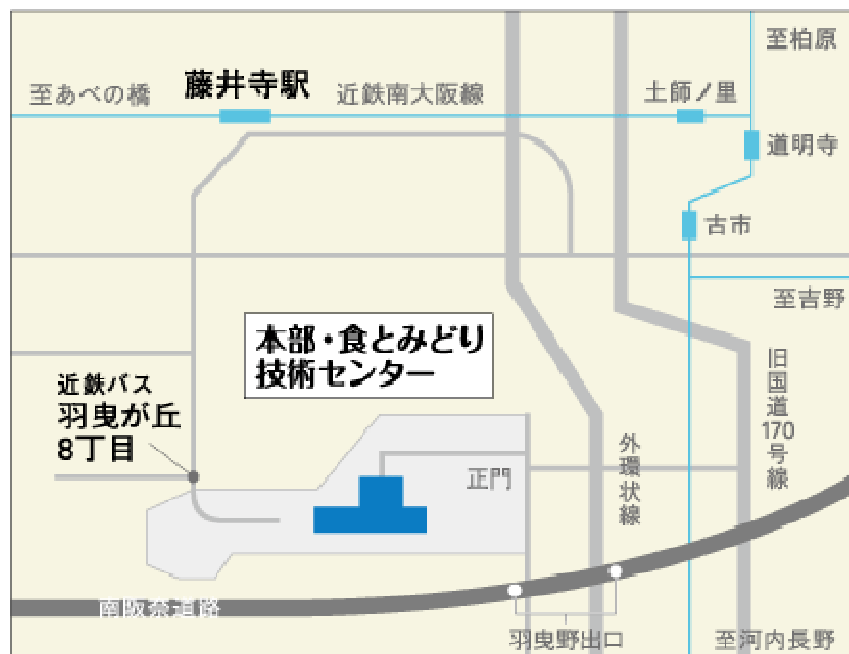 至柏原
藤井寺駅
至あべの橋
近鉄南大阪線
土師ノ里
道明寺
古市
至吉野
本部・食とみどり
技術センター
旧国道170号線
近鉄バス
羽曳が丘
8丁目
外環状線
正門
南阪奈道路
羽曳野出口
至河内長野